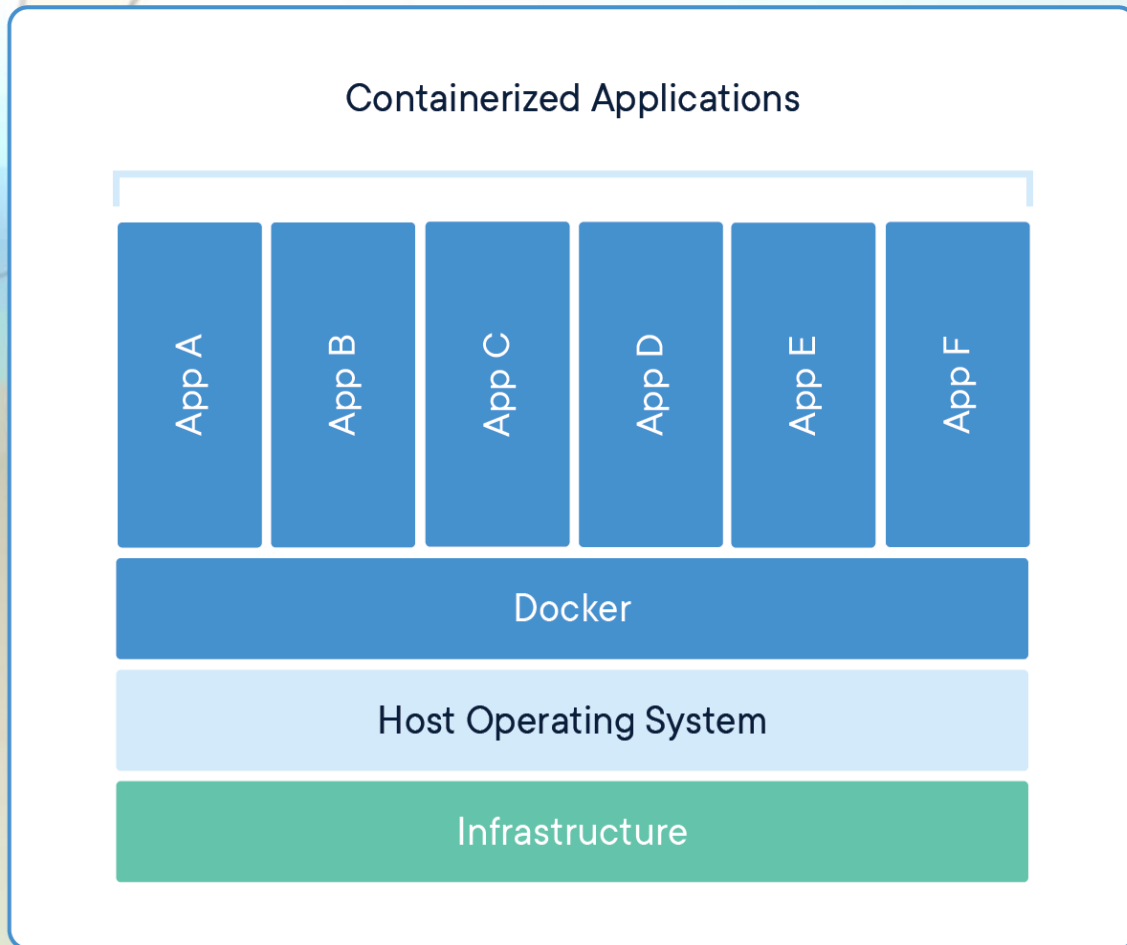 Containerized Applications
App A
App B
App C
App D
App E
App F
Docker
Host Operating System
Infrastructure